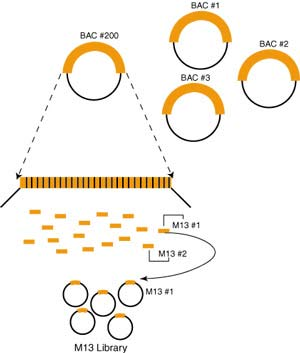 BAC #1
BAC #200
BAC #2
BAC #3
M13 #1
M13 #2
M13 #1
M13 Library